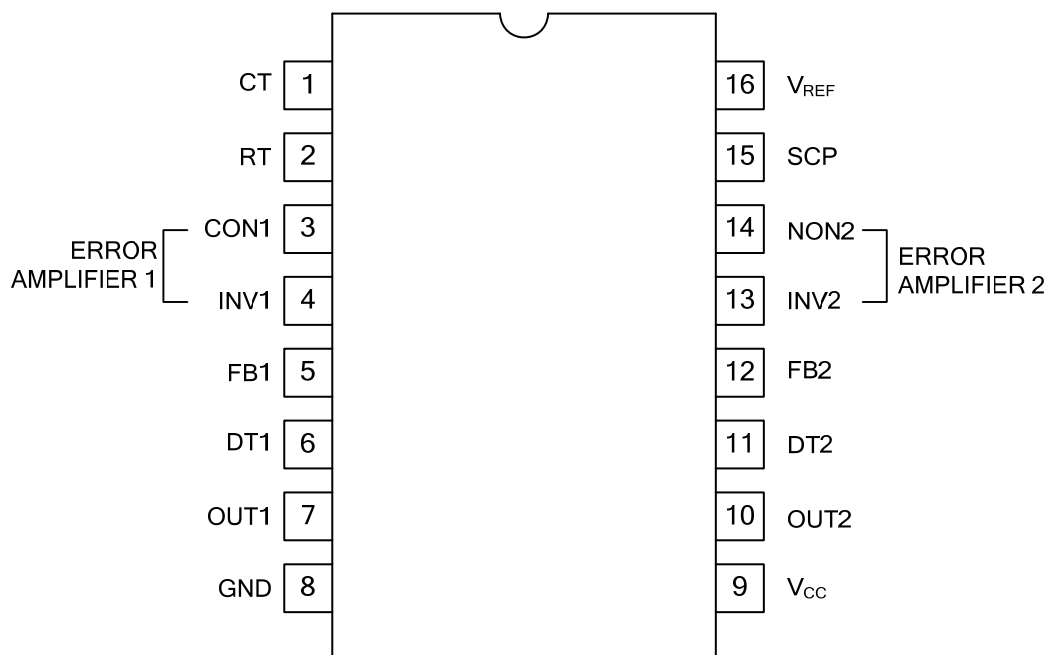 CT 1
RT 2
CON1 3
INV1 4
ERROR
AMPLIFIER 1
FB1 5
DT1 6
OUT1 7
GND 8
16 VREF
15 SCP
14 NON2
13 INV2
ERROR
AMPLIFIER 2
12 FB2
11 DT2
10 OUT2
9 VCC